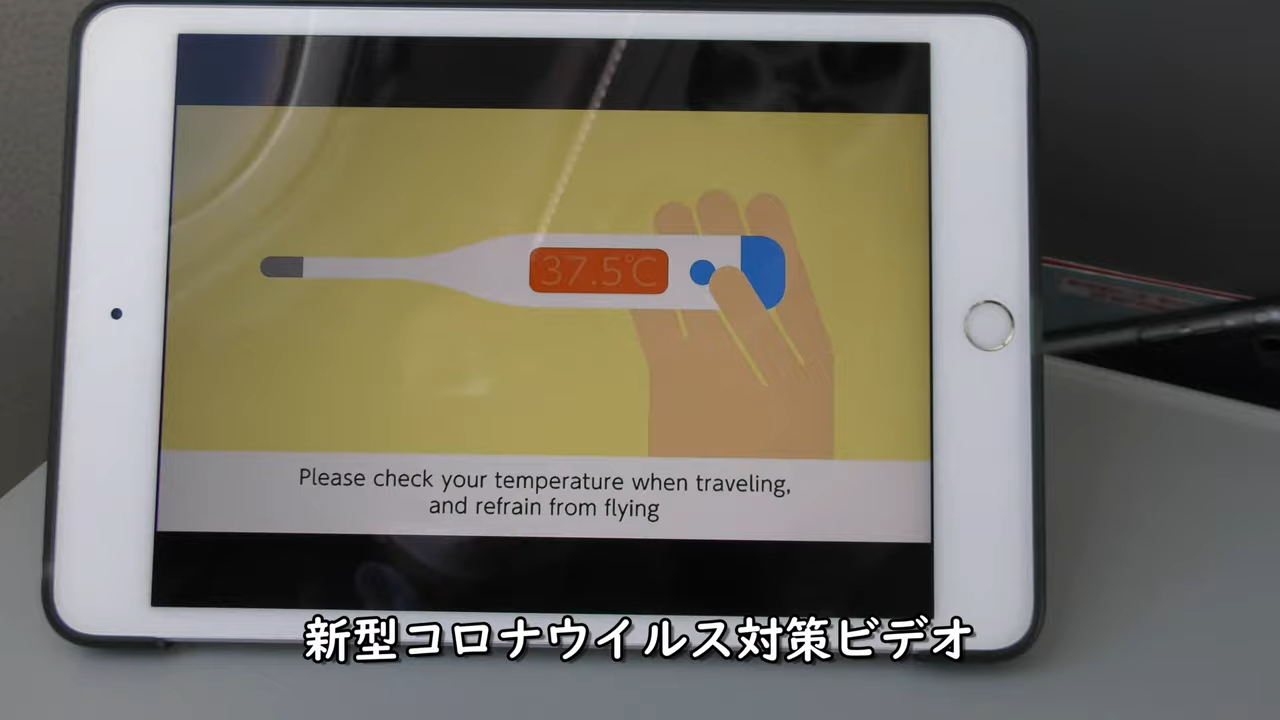 37.5℃
Please check your temperature when traveling,
and refrain from flying
新型コロナウイルス対策ビデオ